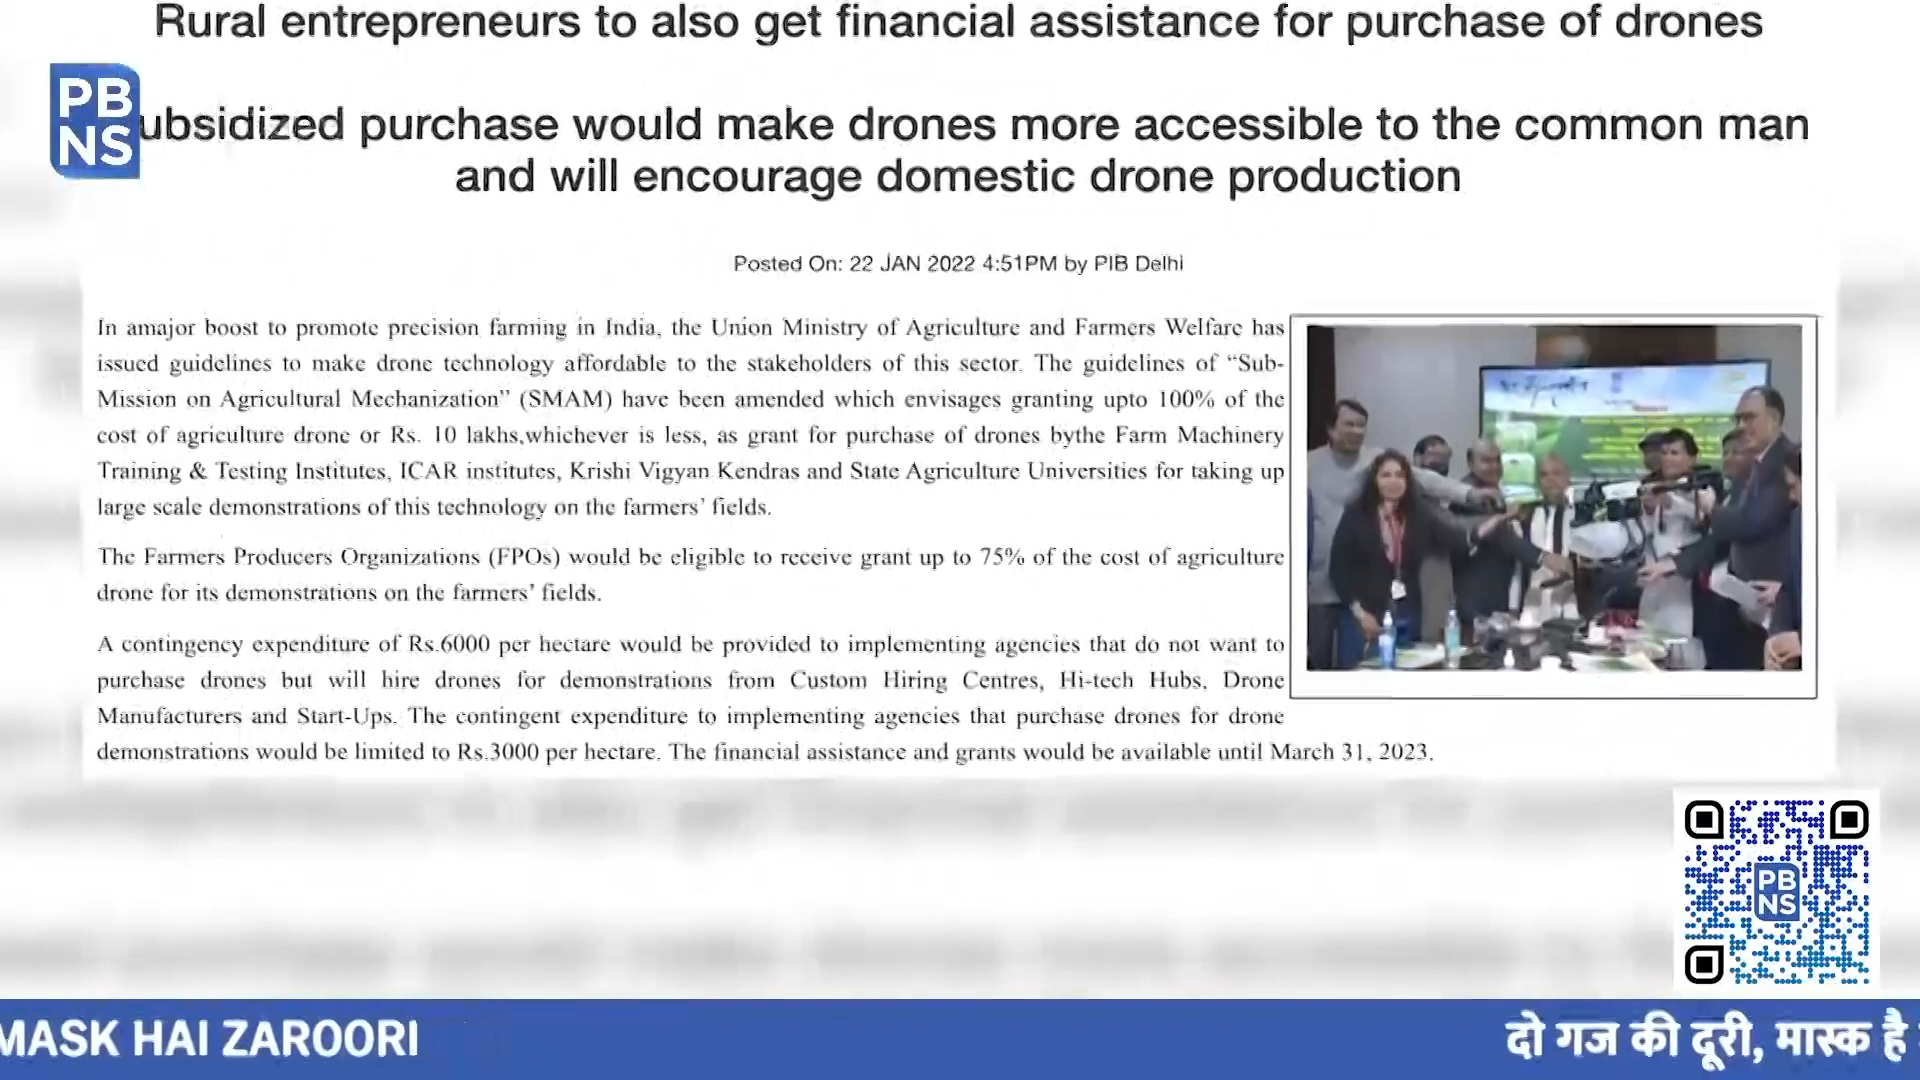 Rural entrepreneurs to also get financial assistance for purchase of drones
PB
NS
ubsidized purchase would make drones more accessible to the common man
and will encourage domestic drone production
Posted On: 22 JAN 2022 4:51PM by PIB Delhi
In amajor boost to promote precision farming in India, the Union Ministry of Agriculture and Farmers Welfare has
issued guidelines to make drone technology affordable to the stakeholders of this sector. The guidelines of “Sub-
Mission on Agricultural Mechanization” (SMAM) have been amended which envisages granting upto 100% of the
cost of agriculture drone or Rs. 10 lakhs,whichever is less, as grant for purchase of drones bythe Farm Machinery
Training & Testing Institutes, ICAR institutes, Krishi Vigyan Kendras and State Agriculture Universities for taking up
large scale demonstrations of this technology on the farmers’ fields.
The Farmers Producers Organizations (FPOs) would be eligible to receive grant up to 75% of the cost of agriculture
drone for its demonstrations on the farmers’ fields.
A contingency expenditure of Rs.6000 per hectare would be provided to implementing agencies that do not want to
purchase drones but will hire drones for demonstrations from Custom Hiring Centres, Hi-tech Hubs, Drone
Manufacturers and Start-Ups. The contingent expenditure to implementing agencies that purchase drones for drone
demonstrations would be limited to Rs.3000 per hectare. The financial assistance and grants would be available until March 31, 2023.
PB
NS
MASK HAI ZAROORI
दो गज की दूरी, मास्क है